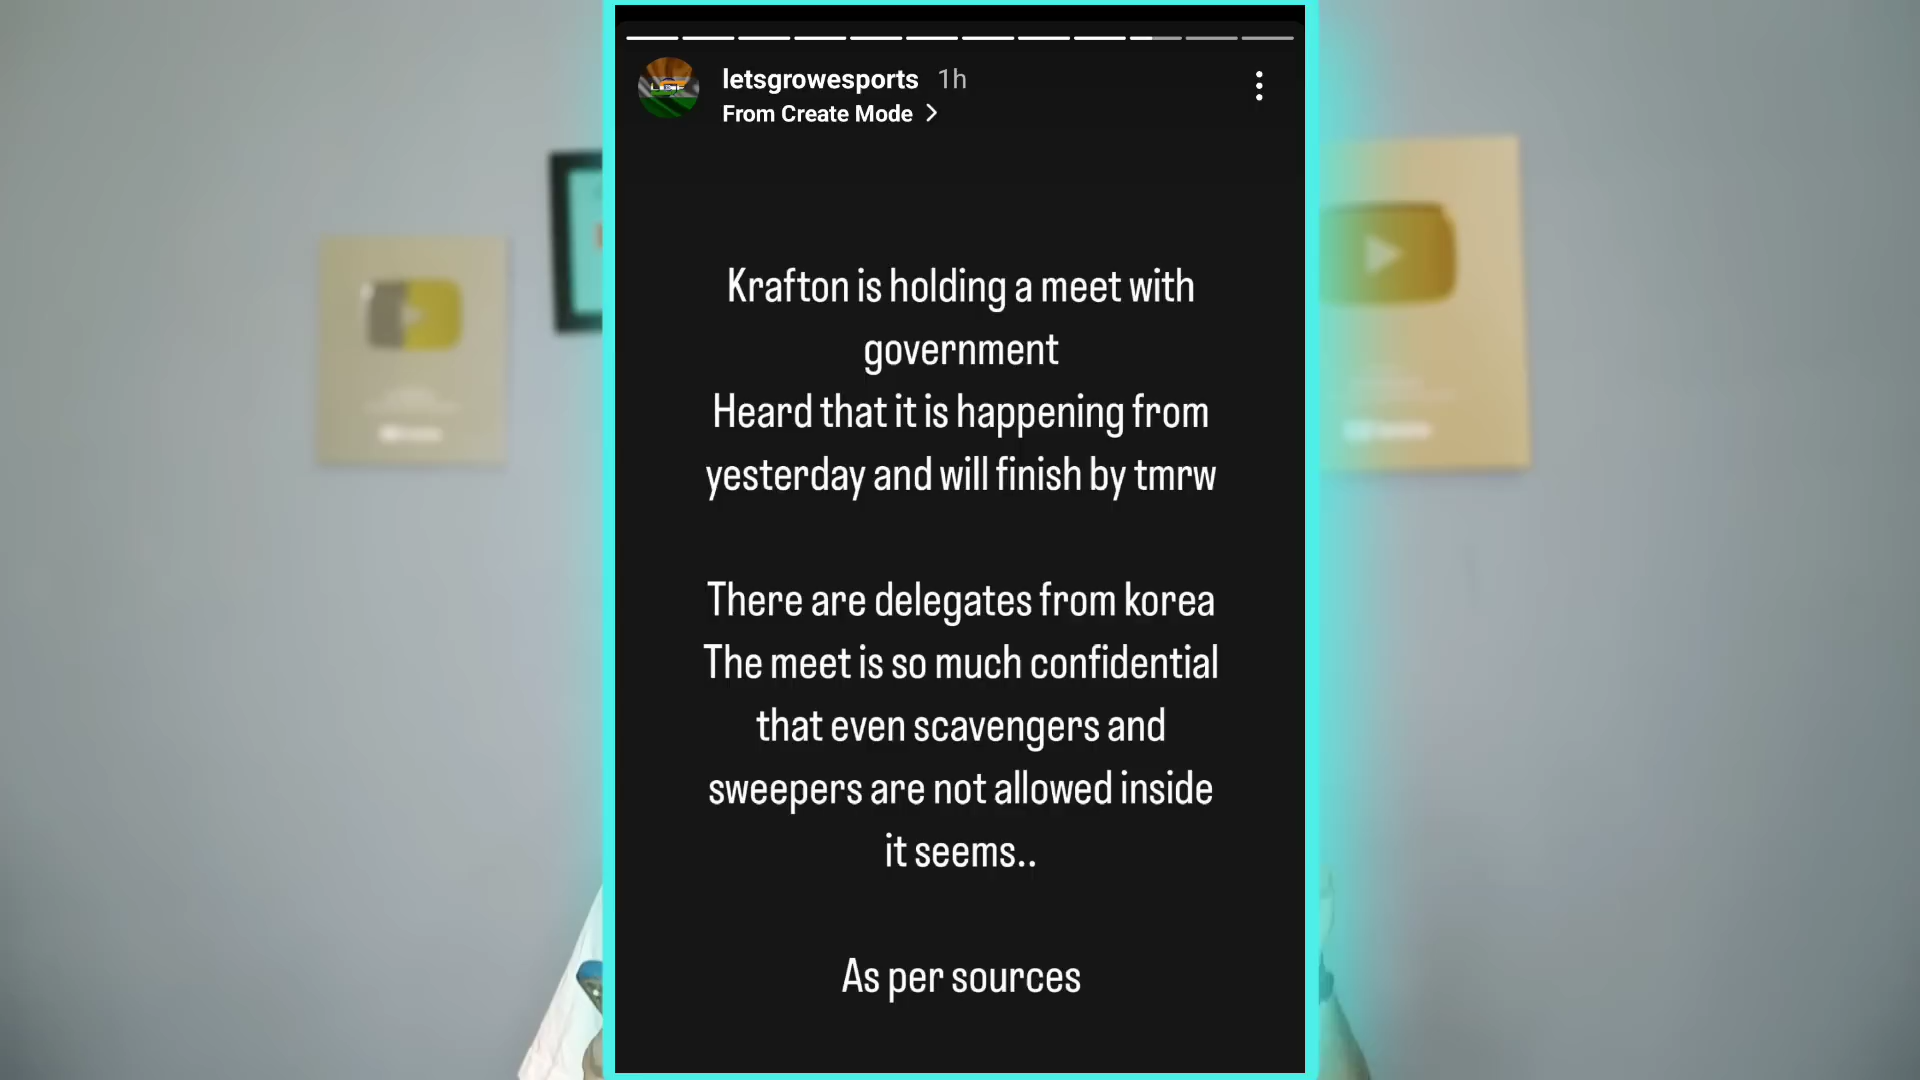 letsgrowesports 1h
From Create Mode
Krafton is holding a meet with
government
Heard that it is happening from
yesterday and will finish by tmrw
There are delegates from korea
The meet is so much confidential
that even scavengers and
sweepers are not allowed inside
it seems..
As per sources